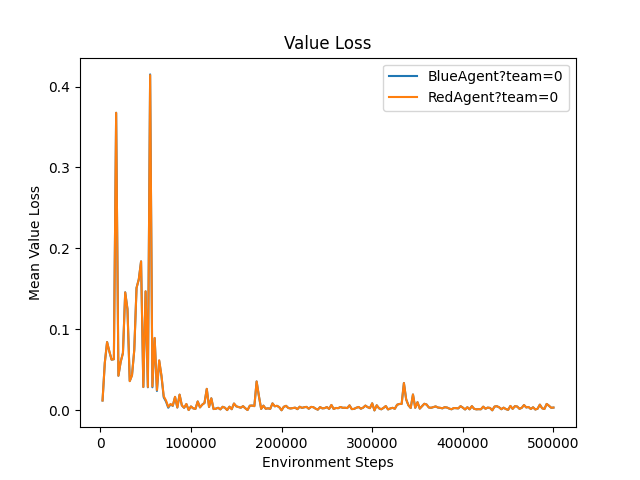 Value Loss
BlueAgent?team=0
RedAgent?team=0
Mean Value Loss
0.4
0.3
0.2
0.1
0.0
0 100000 200000 300000 400000 500000
Environment Steps